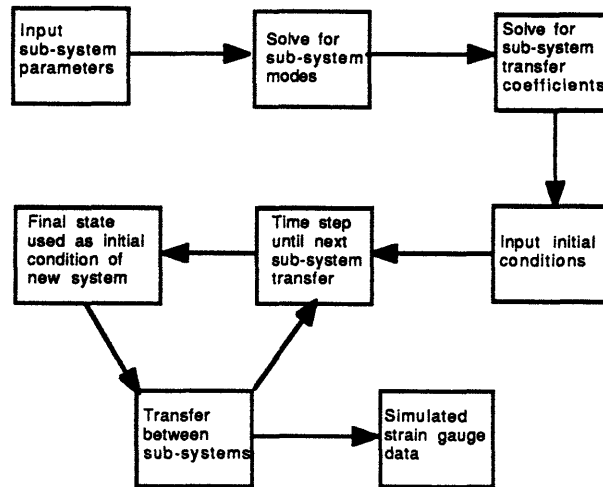 Input
sub-system
parameters
Solve for
sub-system
modes
Solve for
sub-system
transfer
coefficients
Final state
used as initial
condition of
new system
Time step
until next
sub-system
transfer
Input initial
conditions
Transfer
between
sub-systems
Simulated
strain gauge
data